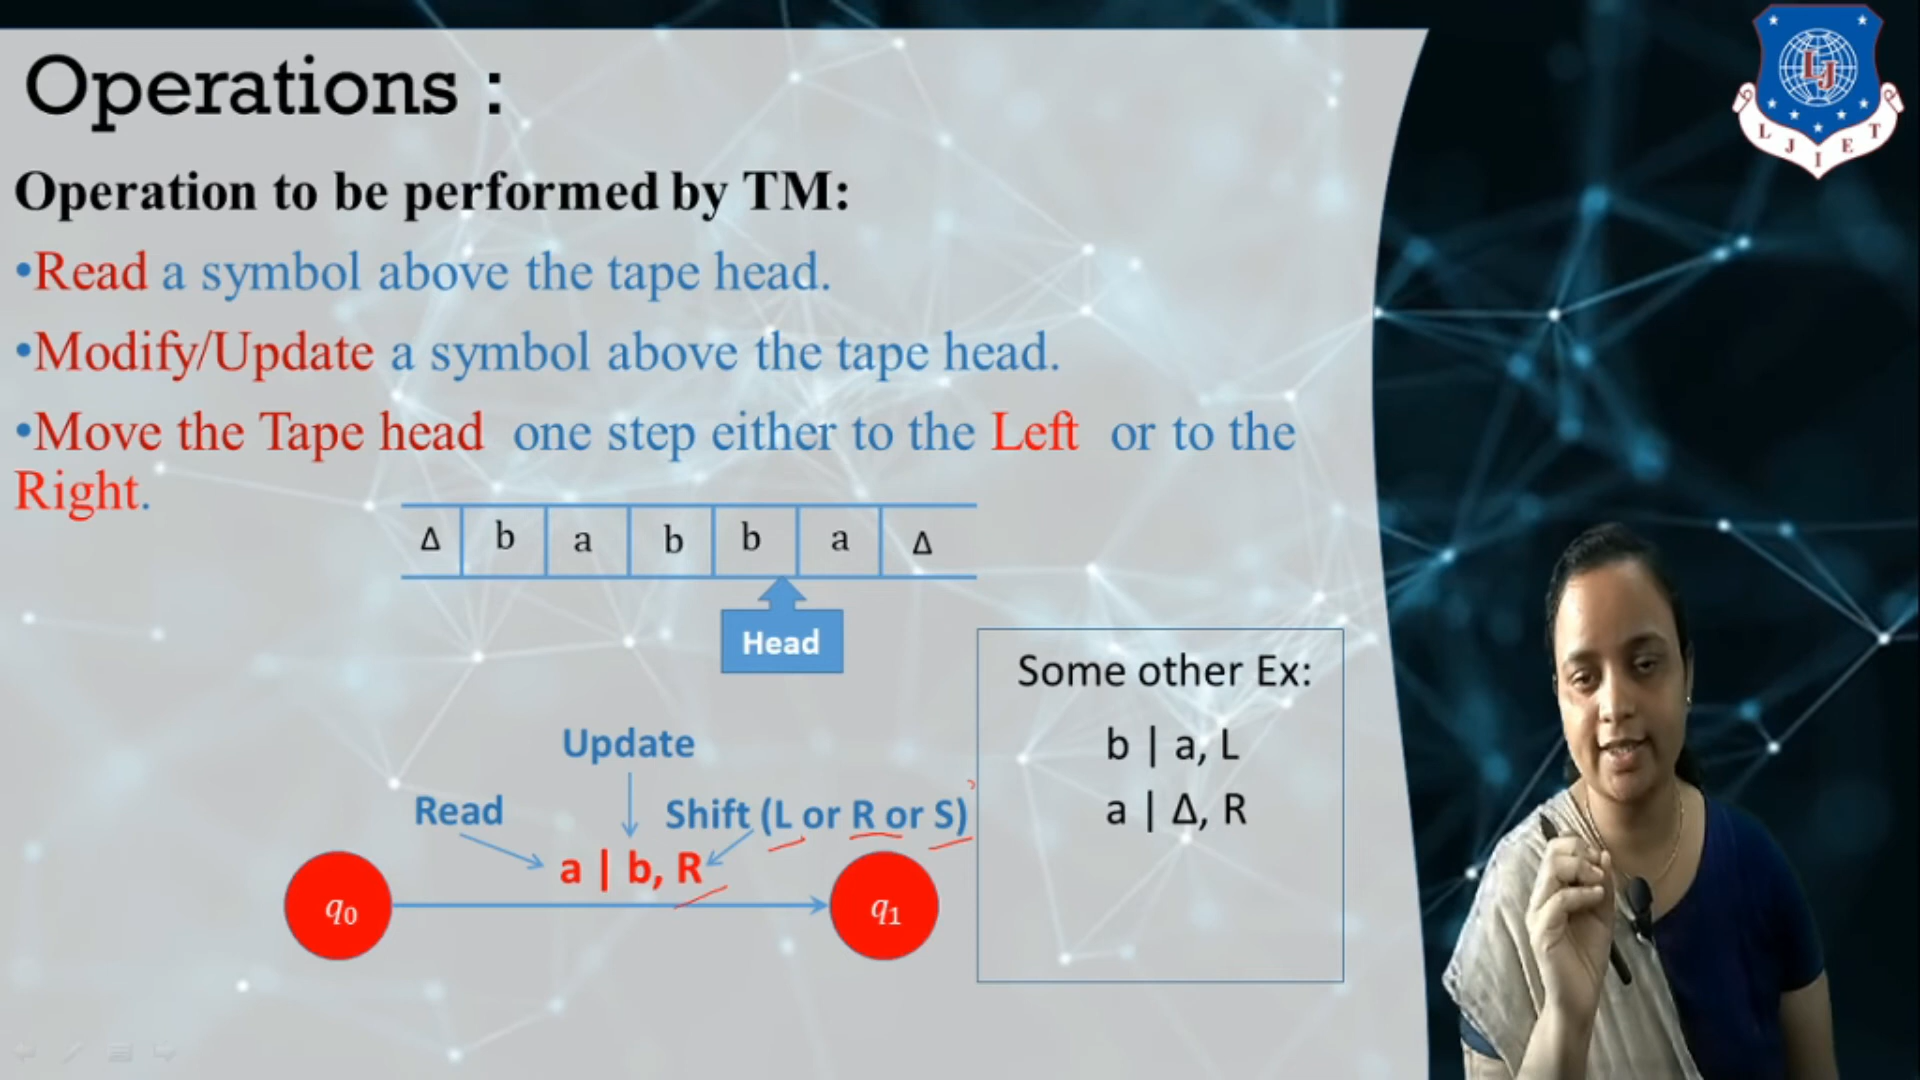 Operations :
Operation to be performed by TM:
•Read a symbol above the tape head.
•Modify/Update a symbol above the tape head.
•Move the Tape head one step either to the Left or to the
Right.
Δ b a b b a Δ
Head
Update
Read
Shift (L or R or S)
a | b, R
q0
q1
Some other Ex:
b | a, L
a | Δ, R
LJ
L J I E T